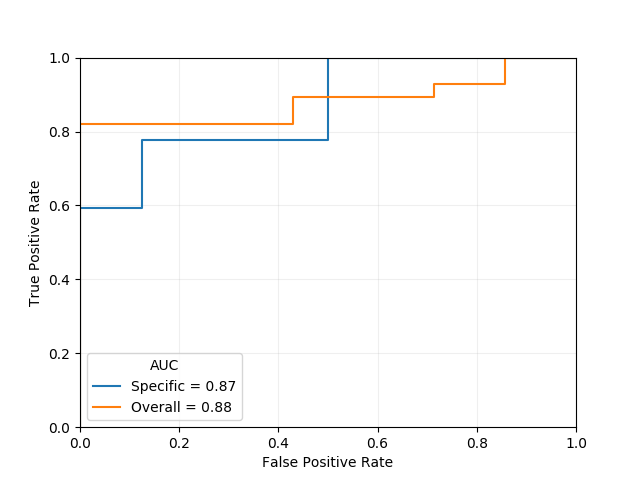 1.0
0.8
0.6
0.4
0.2
0.0
True Positive Rate
AUC
Specific = 0.87
Overall = 0.88
0.0 0.2 0.4 0.6 0.8 1.0
False Positive Rate